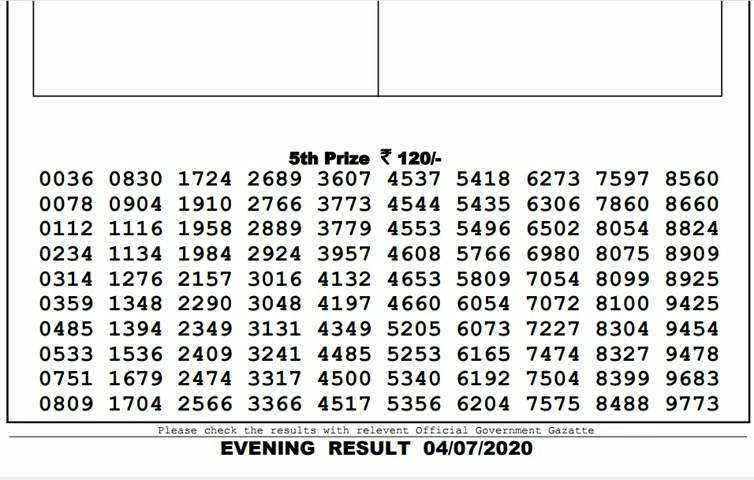 5th Prize ₹ 120/-
0036 0830 1724 2689 3607 4537 5418 6273 7597 8560
0078 0904 1910 2766 3773 4544 5435 6306 7860 8660
0112 1116 1958 2889 3779 4553 5496 6502 8054 8824
0234 1134 1984 2924 3957 4608 5766 6980 8075 8909
0314 1276 2157 3016 4132 4653 5809 7054 8099 8925
0359 1348 2290 3048 4197 4660 6054 7072 8100 9425
0485 1394 2349 3131 4349 5205 6073 7227 8304 9454
0533 1536 2409 3241 4485 5253 6165 7474 8327 9478
0751 1679 2474 3317 4500 5340 6192 7504 8399 9683
0809 1704 2566 3366 4517 5356 6204 7575 8488 9773
Please check the results with relevent Official Government Gazatte
EVENING RESULT 04/07/2020